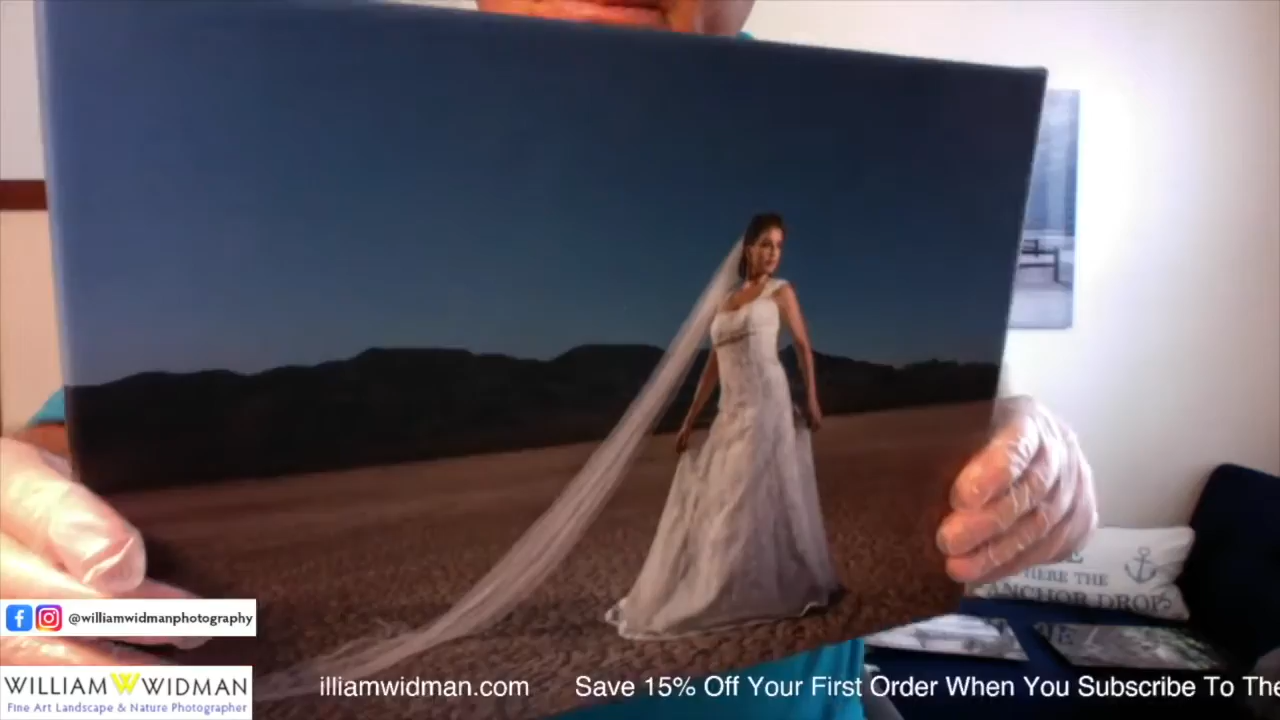 E
HERE THE
ANCHOR DROPS
@williamwidmanphotography
WILLIAM W WIDMAN
Fine Art Landscape & Nature Photographer
illiamwidman.com Save 15% Off Your First Order When You Subscribe To The